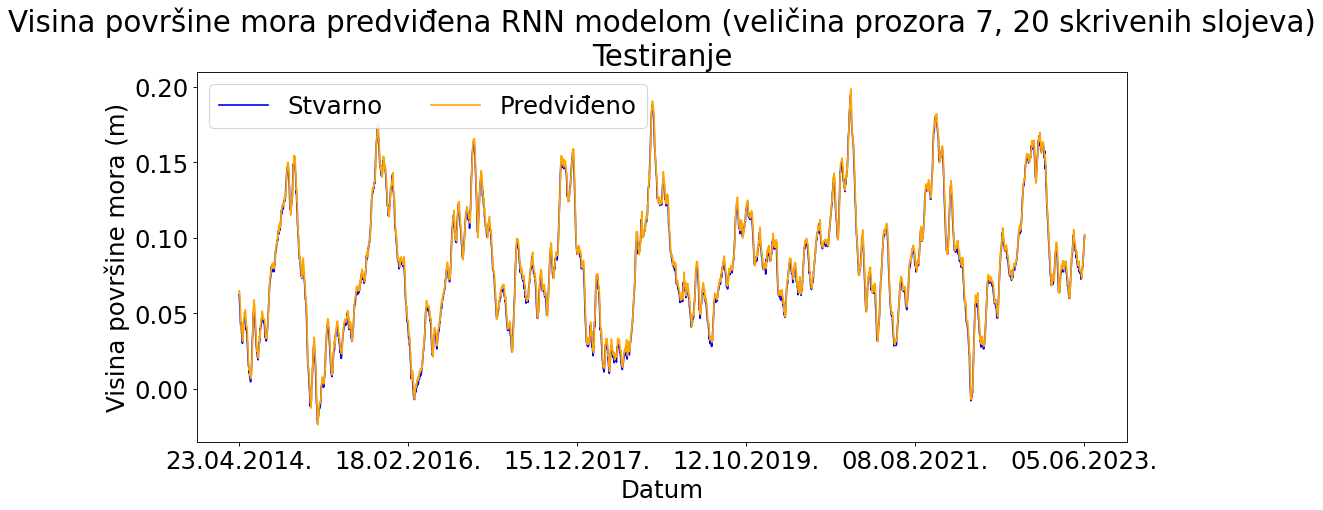 Visina površine mora predviđena RNN modelom (veličina prozora 7, 20 skrivenih slojeva)
Testiranje
Stvarno Predviđeno
Visina površine mora (m)
0.20
0.15
0.10
0.05
0.00
23.04.2014. 18.02.2016. 15.12.2017. 12.10.2019. 08.08.2021. 05.06.2023.
Datum